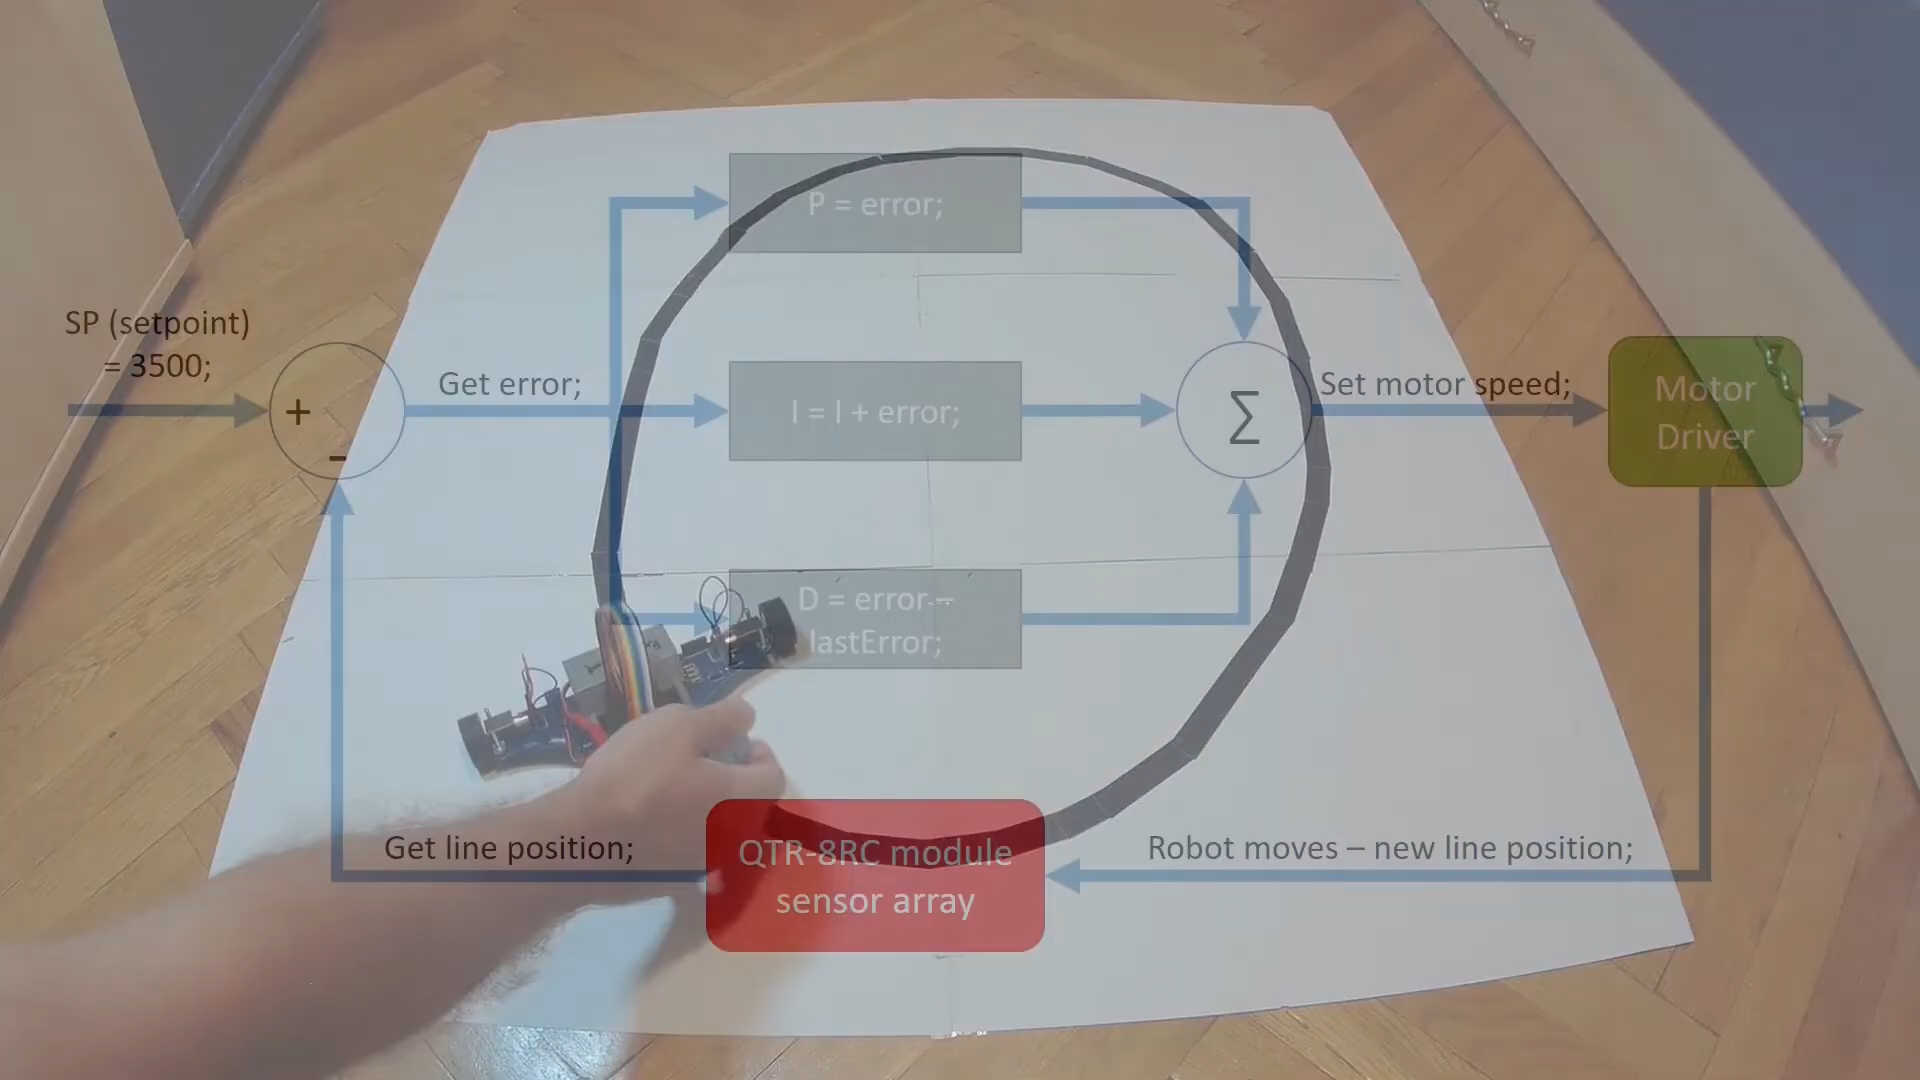 P = error;
SP (setpoint)
= 3500;
Get error;
+
-
I = I + error;
∑
Set motor speed;
Motor
Driver
D = error –
lastError;
Get line position;
QTR-8RC module
sensor array
Robot moves – new line position;